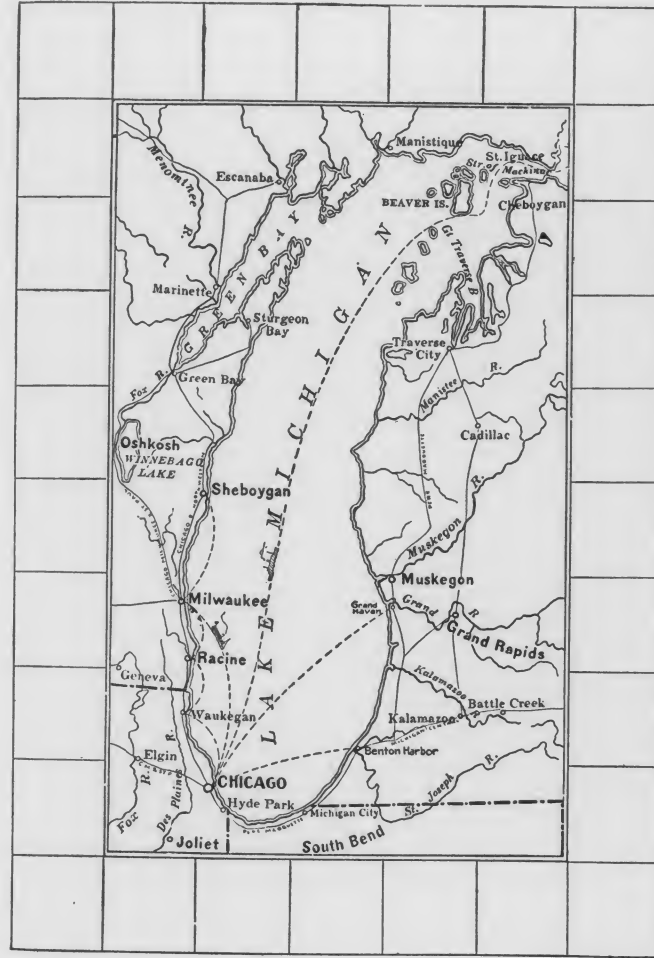 Manistique
St. Iguace
Str. of
Mackinaw
Menominee
R.
Escanaba
BEAVER IS.
Cheboygan
GREEN BAY
Gt Traverse B
Marinette
Sturgeon
Bay
LAKE MICHIGAN
Traverse
City
Fox R.
Green Bay
Manistee R.
Cadillac
Oshkosh
WINNEBAGO
LAKE
Sheboygan
Muskegon R.
Muskegon
Milwaukee
Grand
Haven
Grand R.
Grand Rapids
Racine
Geneva
Kalamazoo R.
Battle Creek
Waukegan
Kalamazoo
Elgin
Benton Harbor
Fox R.
Des Plaines R.
CHICAGO
St. Joseph R.
Hyde Park
Michigan City
Joliet
South Bend